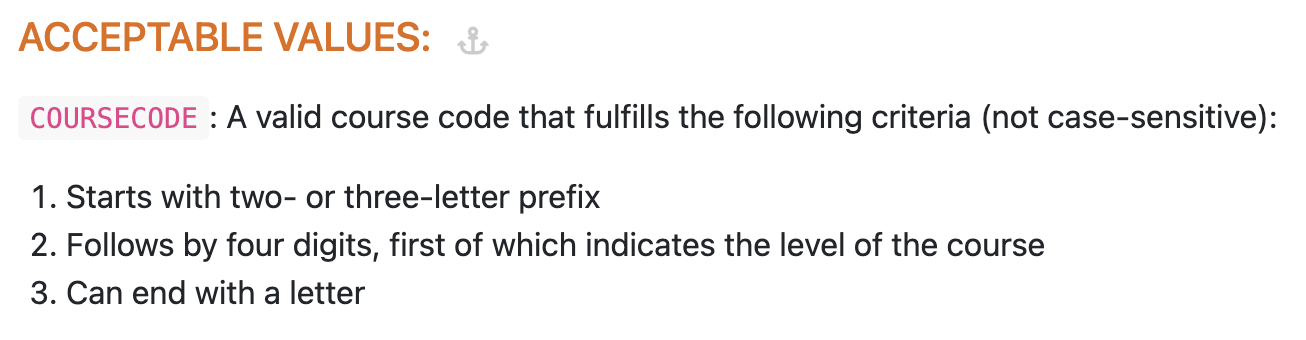 ACCEPTABLE VALUES:
COURSECODE : A valid course code that fulfills the following criteria (not case-sensitive):
1. Starts with two- or three-letter prefix
2. Follows by four digits, first of which indicates the level of the course
3. Can end with a letter